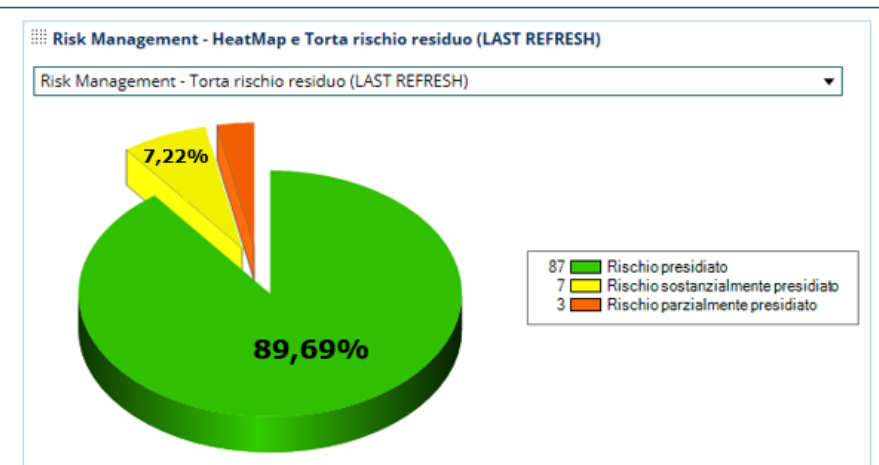 Risk Management - HeatMap e Torta rischio residuo (LAST REFRESH)
Risk Management - Torta rischio residuo (LAST REFRESH)
7,22%
89,69%
87 Rischio presidiato
7 Rischio sostanzialmente presidiato
3 Rischio parzialmente presidiato